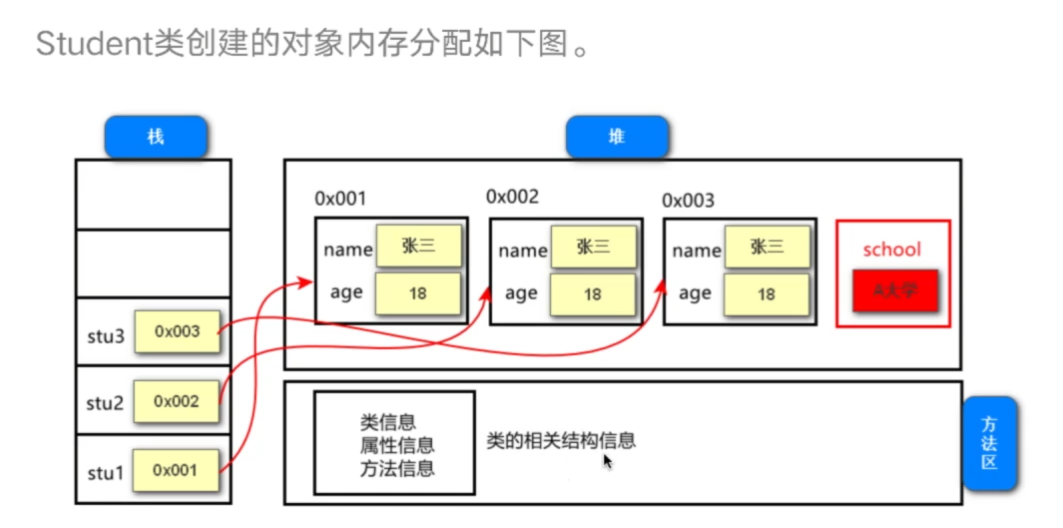 Student类创建的对象内存分配如下图。
栈
堆
0x001
0x002
0x003
name 张三
name 张三
name 张三
school
age 18
age 18
age 18
A大学
stu3 0x003
stu2 0x002
stu1 0x001
类信息
属性信息
方法信息
类的相关结构信息
方法区